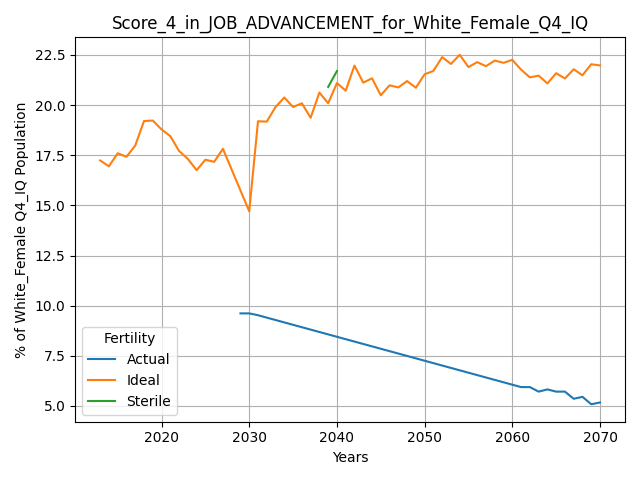 Score_4_in_JOB_ADVANCEMENT_for_White_Female_Q4_IQ
% of White_Female Q4_IQ Population
22.5
20.0
17.5
15.0
12.5
10.0
7.5
5.0
Fertility
Actual
Ideal
Sterile
2020 2030 2040 2050 2060 2070
Years